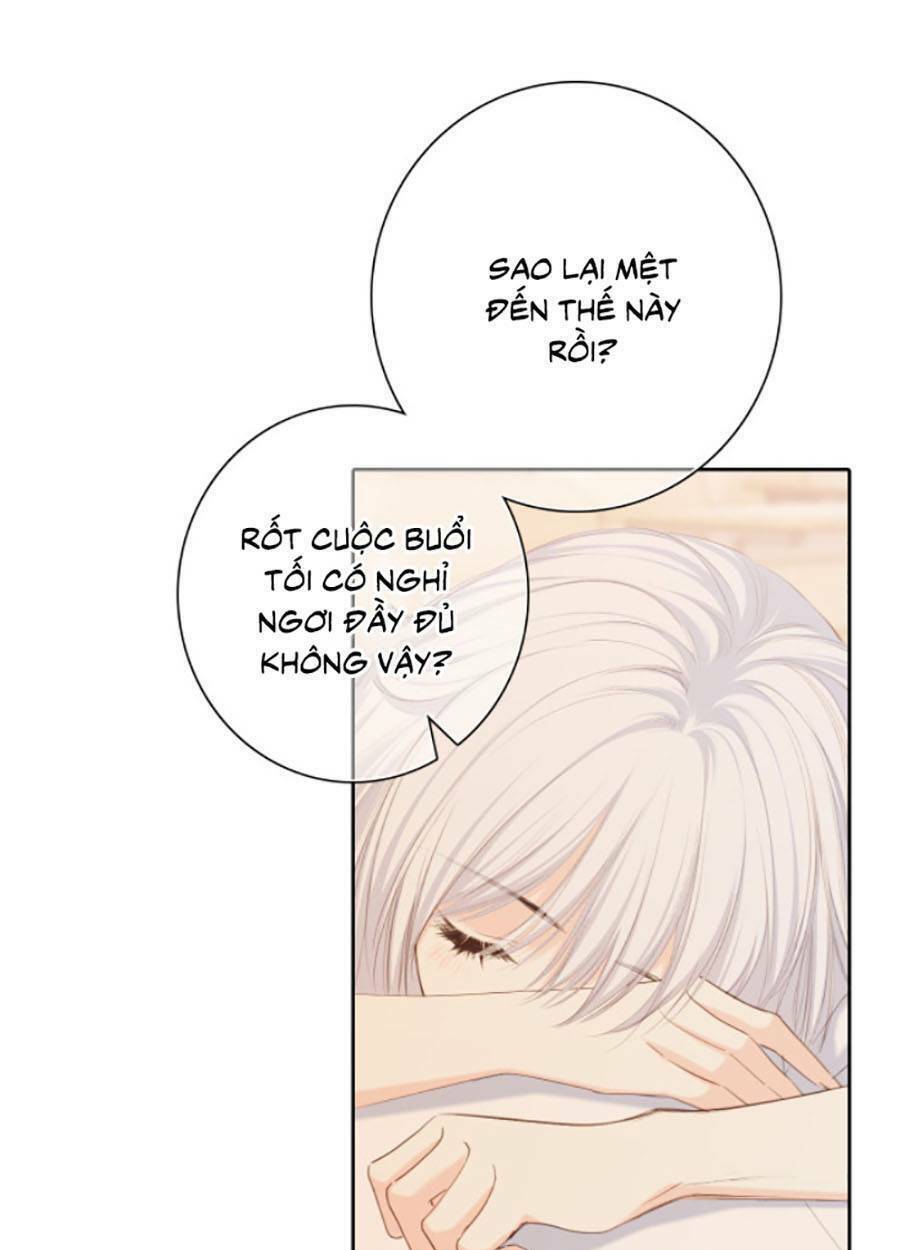 SAO LẠI MỆT
ĐẾN THẾ NÀY
RỒI?
RỐT CUỘC BUỔI
TỐI CÓ NGHỈ
NGƠI ĐẦY ĐỦ
KHÔNG VẬY?